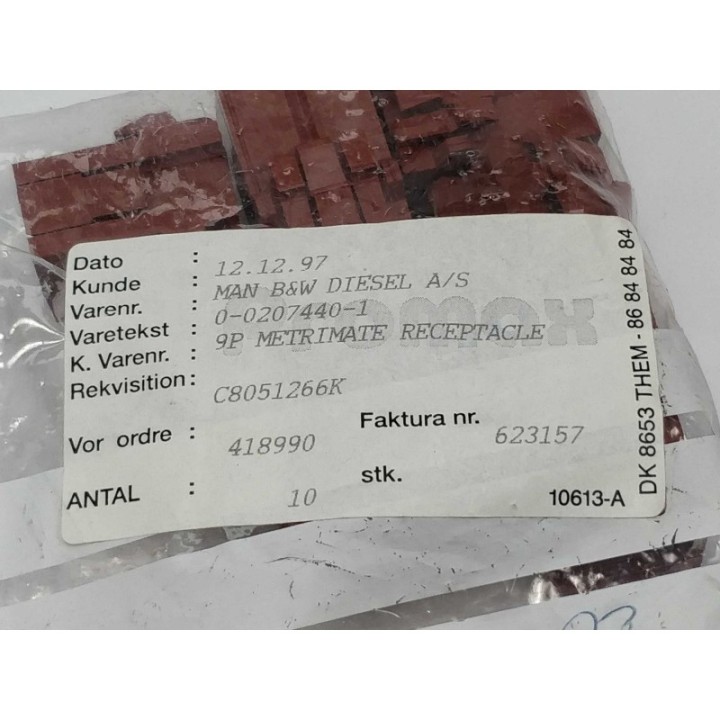 Dato : 12.12.97
Kunde : MAN B&W DIESEL A/S
Varenr. : 0-0207440-1
Varetekst : 9P METRIMATE RECEPTACLE
K. Varenr. :
Rekvisition : C8051266K
Vor ordre : 418990 Faktura nr. 623157
ANTAL : 10 stk.
10613-A
DK 8653 THEM - 86 84 84 84